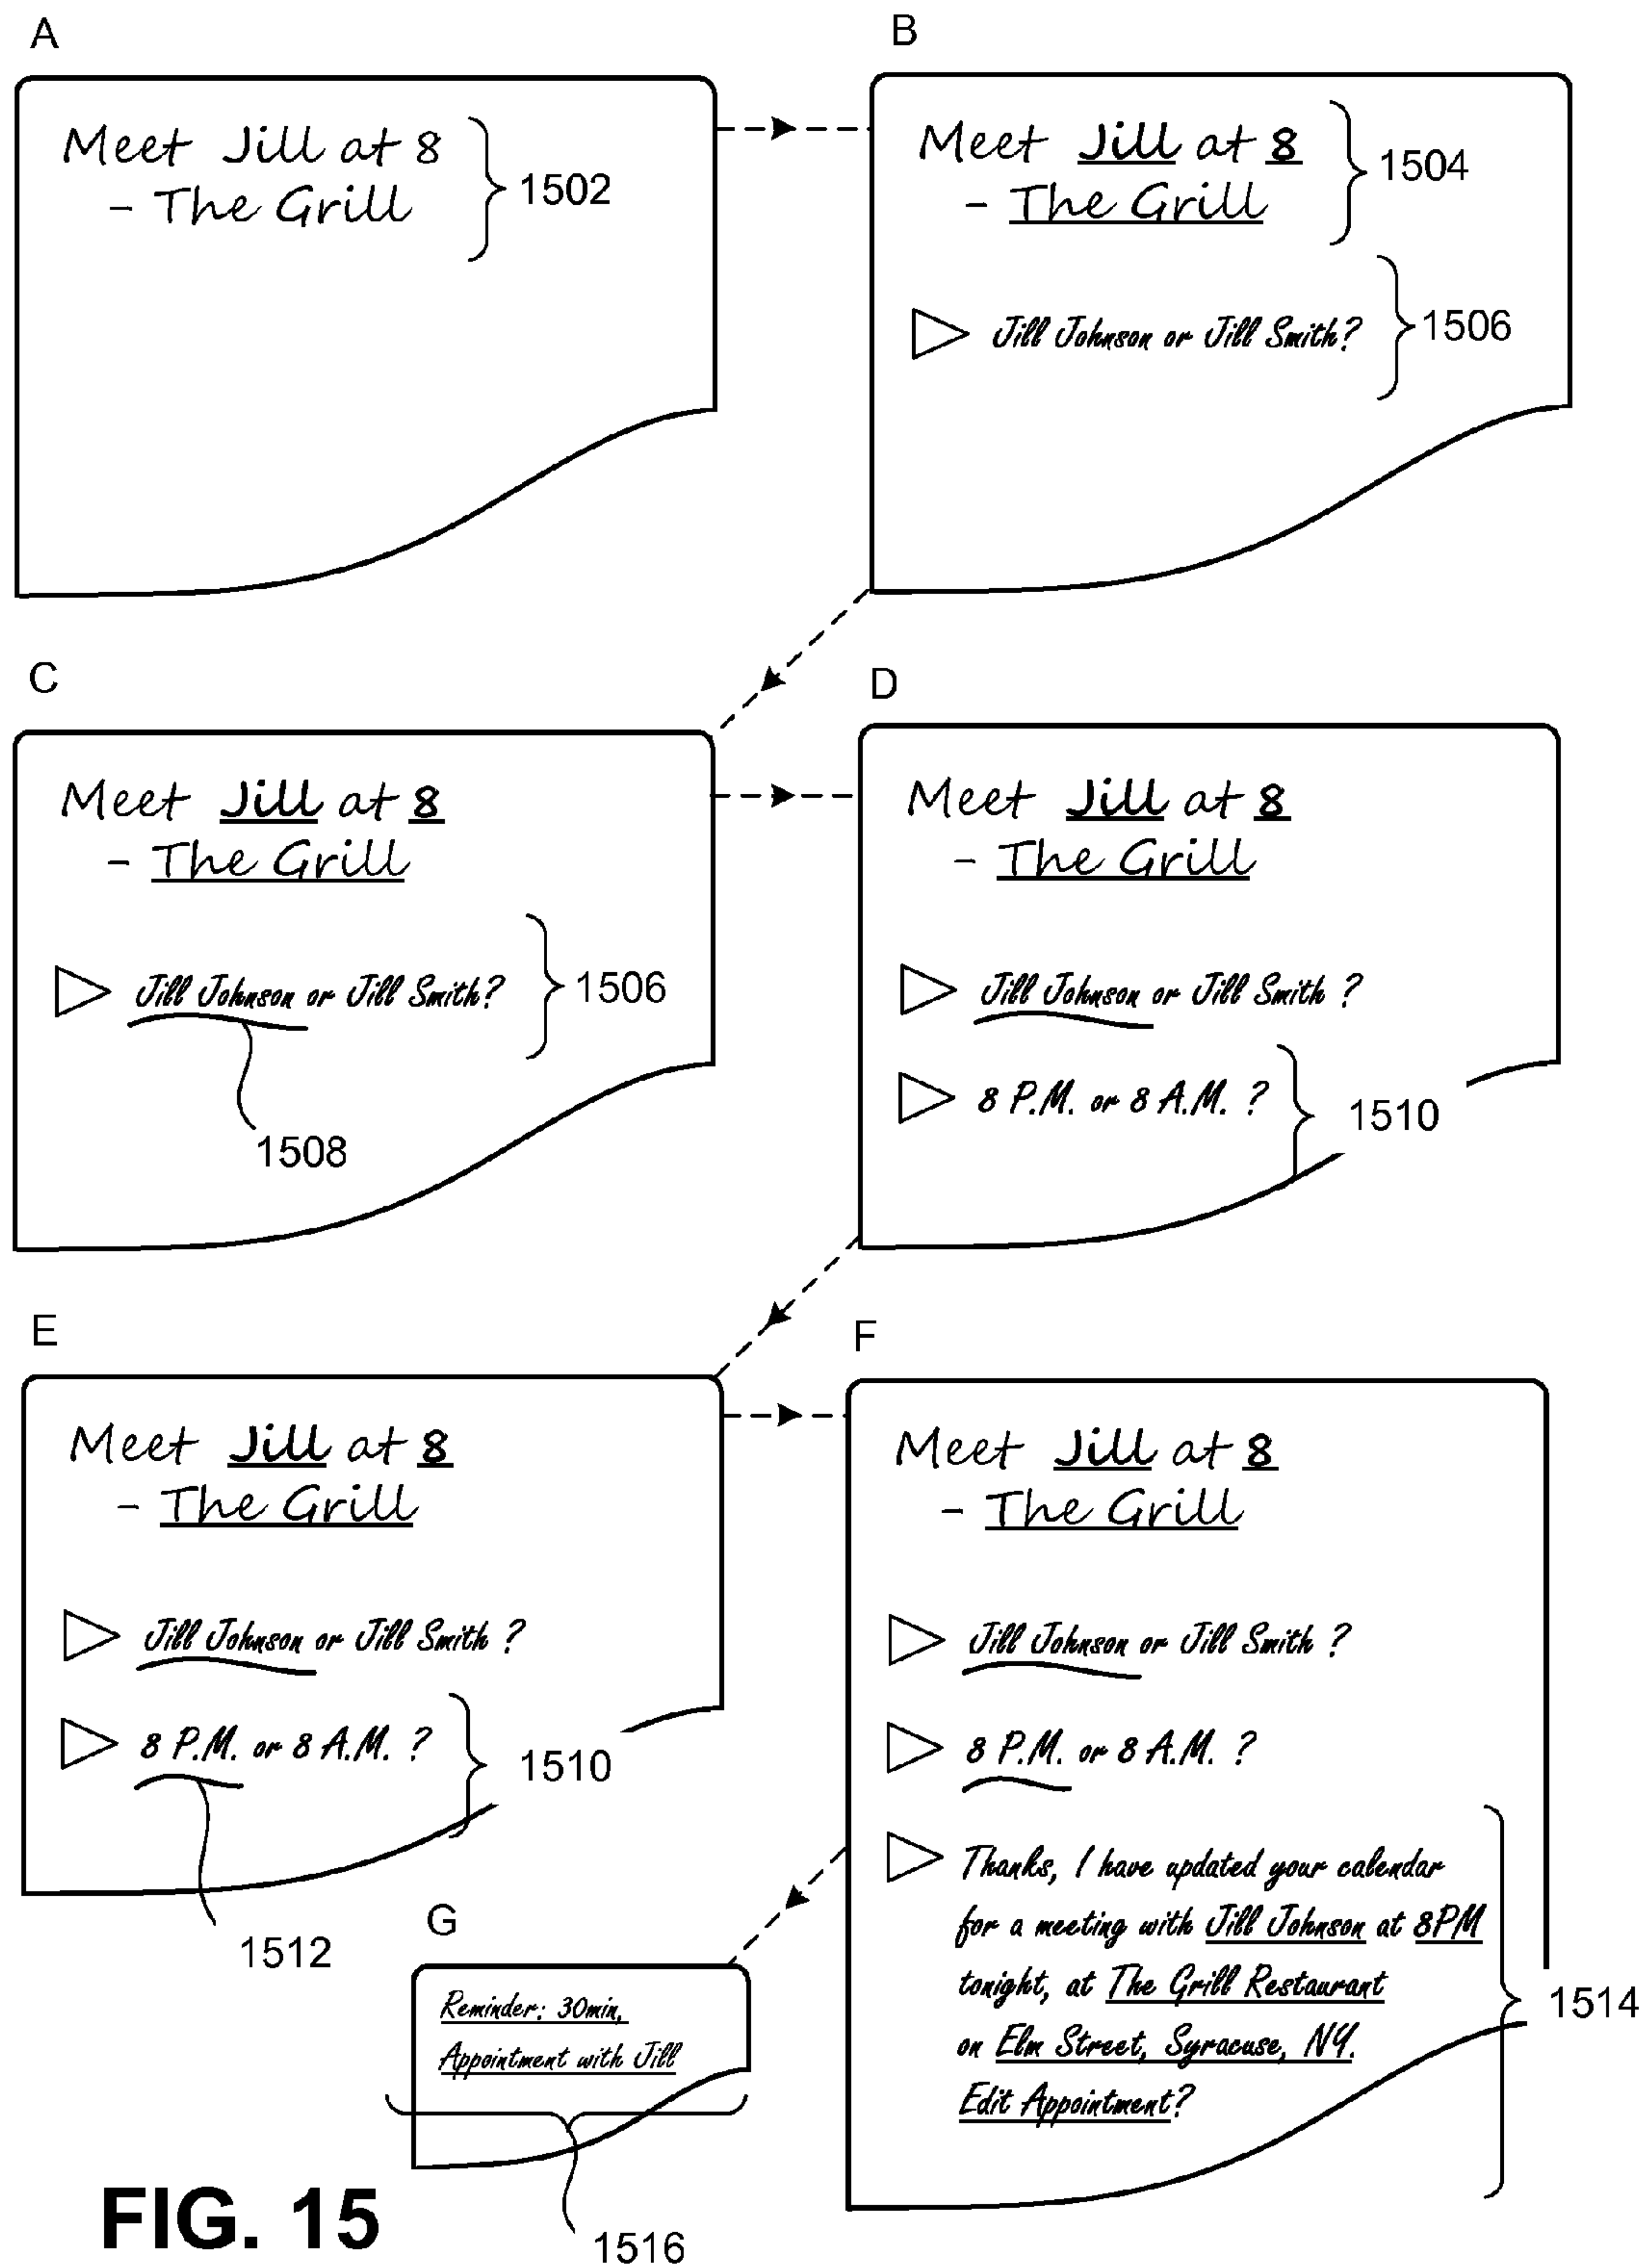 A
Meet Jill at 8
- The Grill
1502
B
Meet Jill at 8
- The Grill
1504
Jill Johnson or Jill Smith?
1506
C
Meet Jill at 8
- The Grill
Jill Johnson or Jill Smith?
1506
1508
D
Meet Jill at 8
- The Grill
Jill Johnson or Jill Smith ?
8 P.M. or 8 A.M. ?
1510
E
Meet Jill at 8
- The Grill
Jill Johnson or Jill Smith ?
8 P.M. or 8 A.M. ?
1510
1512
F
Meet Jill at 8
- The Grill
Jill Johnson or Jill Smith ?
8 P.M. or 8 A.M. ?
Thanks, I have updated your calendar
for a meeting with Jill Johnson at 8PM
tonight, at The Grill Restaurant
on Elm Street, Syracuse, NY.
Edit Appointment?
1514
G
Reminder: 30min,
Appointment with Jill
1516
FIG. 15